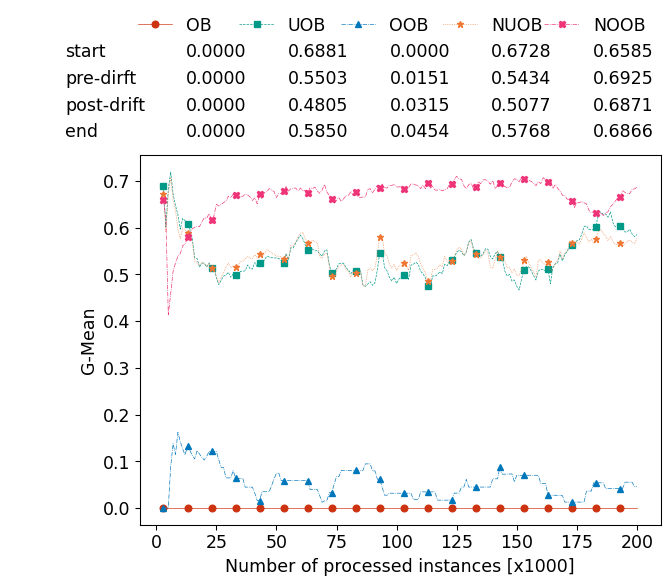 OB UOB OOB NUOB NOOB
start 0.0000 0.6881 0.0000 0.6728 0.6585
pre-dirft 0.0000 0.5503 0.0151 0.5434 0.6925
post-drift 0.0000 0.4805 0.0315 0.5077 0.6871
end 0.0000 0.5850 0.0454 0.5768 0.6866
G-Mean
0.7
0.6
0.5
0.4
0.3
0.2
0.1
0.0
0 25 50 75 100 125 150 175 200
Number of processed instances [x1000]